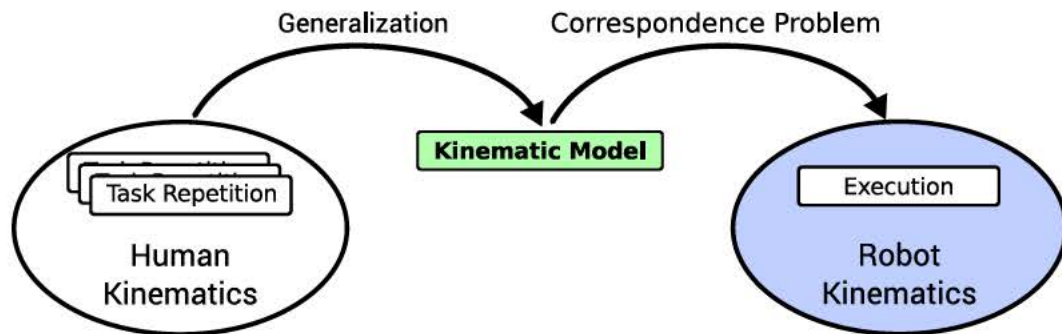 Generalization
Correspondence Problem
Kinematic Model
Task Repetition
Human
Kinematics
Execution
Robot
Kinematics